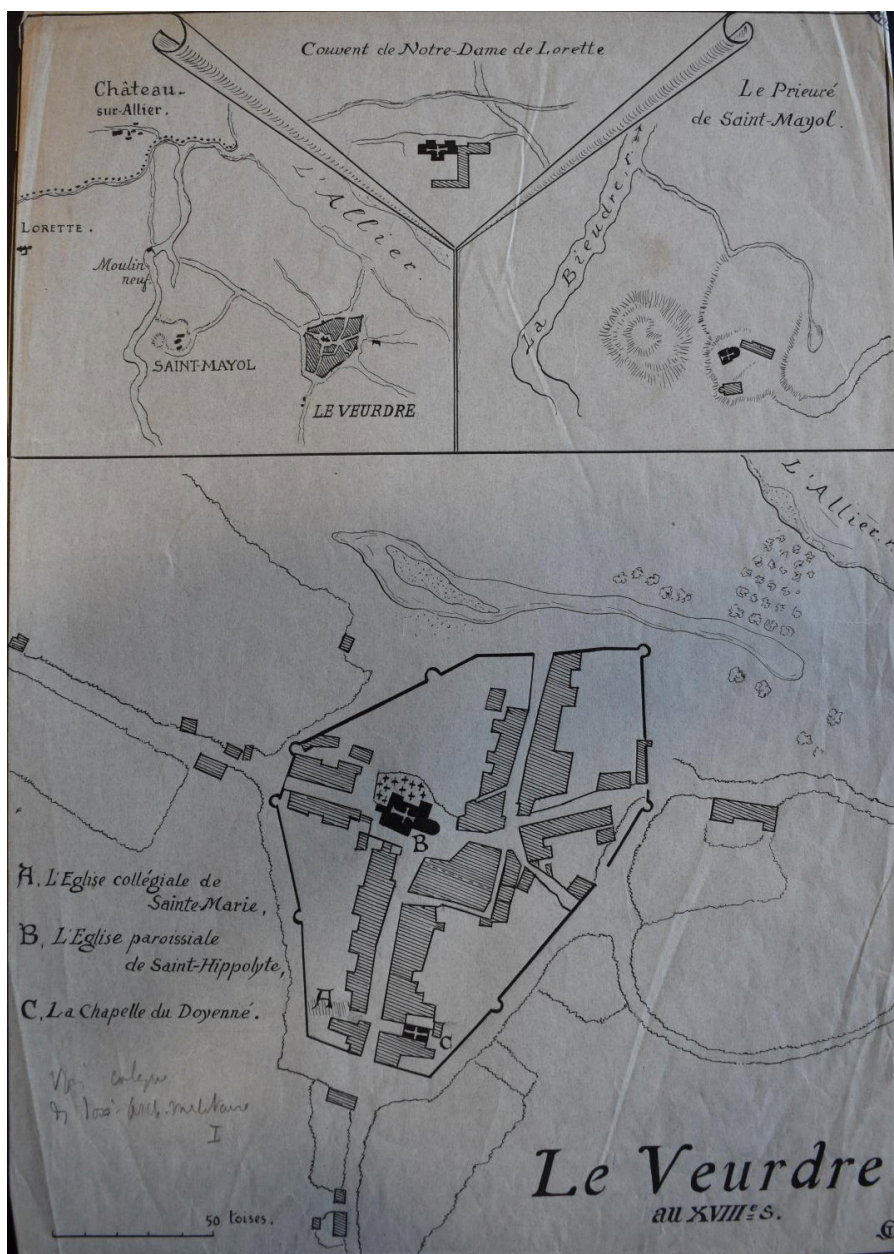 Couvent de Notre-Dame de Lorette
Château-
sur-Allier.
L'Allier.
LORETTE.
Moulin-
neuf.
SAINT-MAYOL
LE VEURDRE
Le Prieuré
de Saint-Mayol.
La Bieudre, r.
L'Allier, r.
B
A
C
A, L'Eglise collégiale de
Sainte-Marie,
B, L'Eglise paroissiale
de Saint-Hippolyte,
C, La Chapelle du Doyenné.
militaire
I
50 toises.
Le Veurdre
au XVIIIe s.